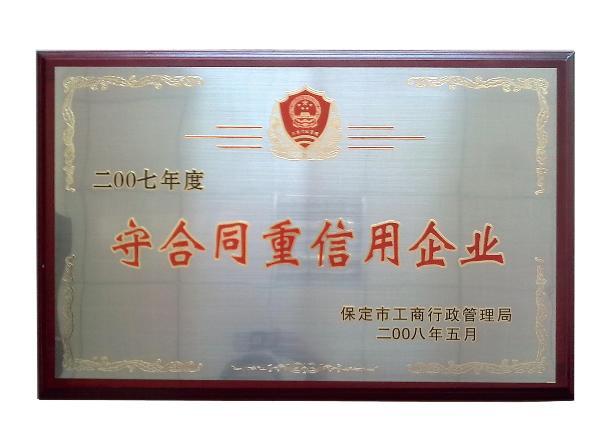 二00七年度
守合同重信用企业
保定市工商行政管理局
二00八年五月